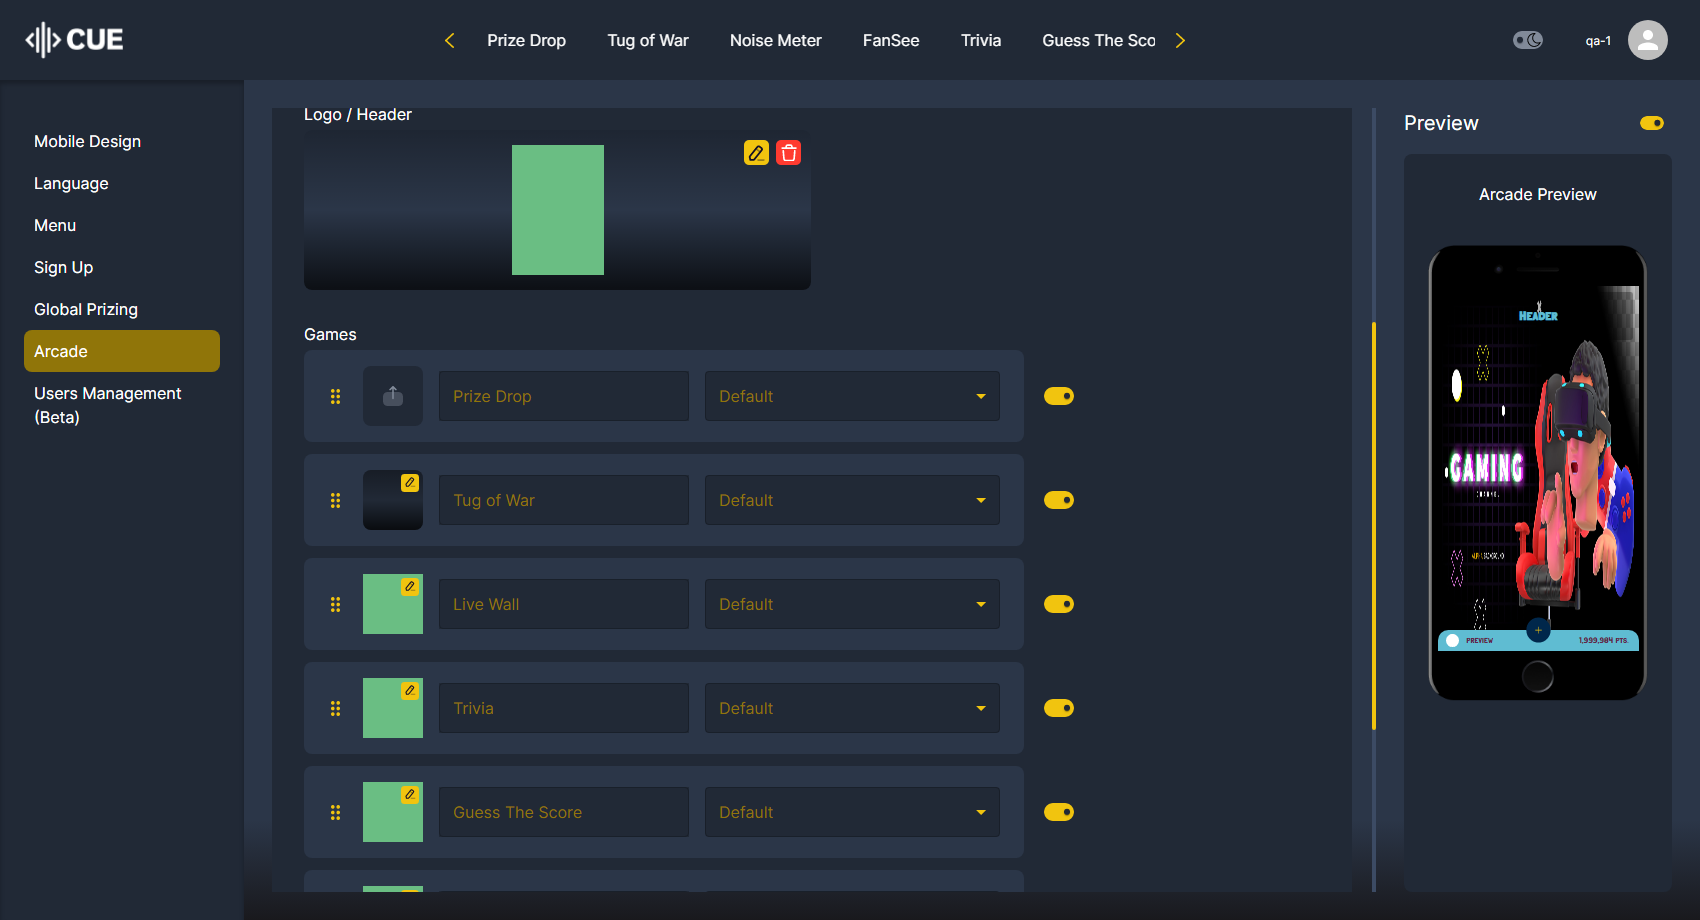 CUE
Prize Drop
Tug of War
Noise Meter
FanSee
Trivia
Guess The Sco
qa-1
Mobile Design
Language
Menu
Sign Up
Global Prizing
Arcade
Users Management
(Beta)
Logo / Header
Games
Prize Drop
Default
Tug of War
Default
Live Wall
Default
Trivia
Default
Guess The Score
Default
Preview
Arcade Preview
HEADER
GAMING
PREVIEW
+
1,999,984 PTS.